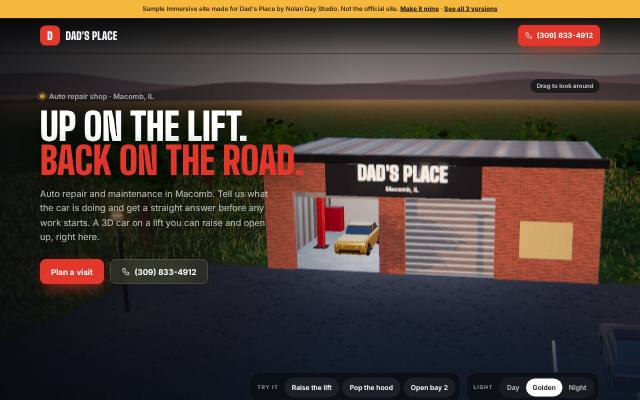 Sample Immersive site made for Dad's Place by Nolan Day Studio. Not the official site. Make it mine · See all 3 versions
D DAD'S PLACE
(309) 833-4912
Drag to look around
Auto repair shop · Macomb, IL
UP ON THE LIFT.
BACK ON THE ROAD.
DAD'S PLACE
Macomb, IL
Auto repair and maintenance in Macomb. Tell us what
the car is doing and get a straight answer before any
work starts. A 3D car on a lift you can raise and open
up, right here.
Plan a visit
(309) 833-4912
TRY IT Raise the lift Pop the hood Open bay 2
LIGHT Day Golden Night